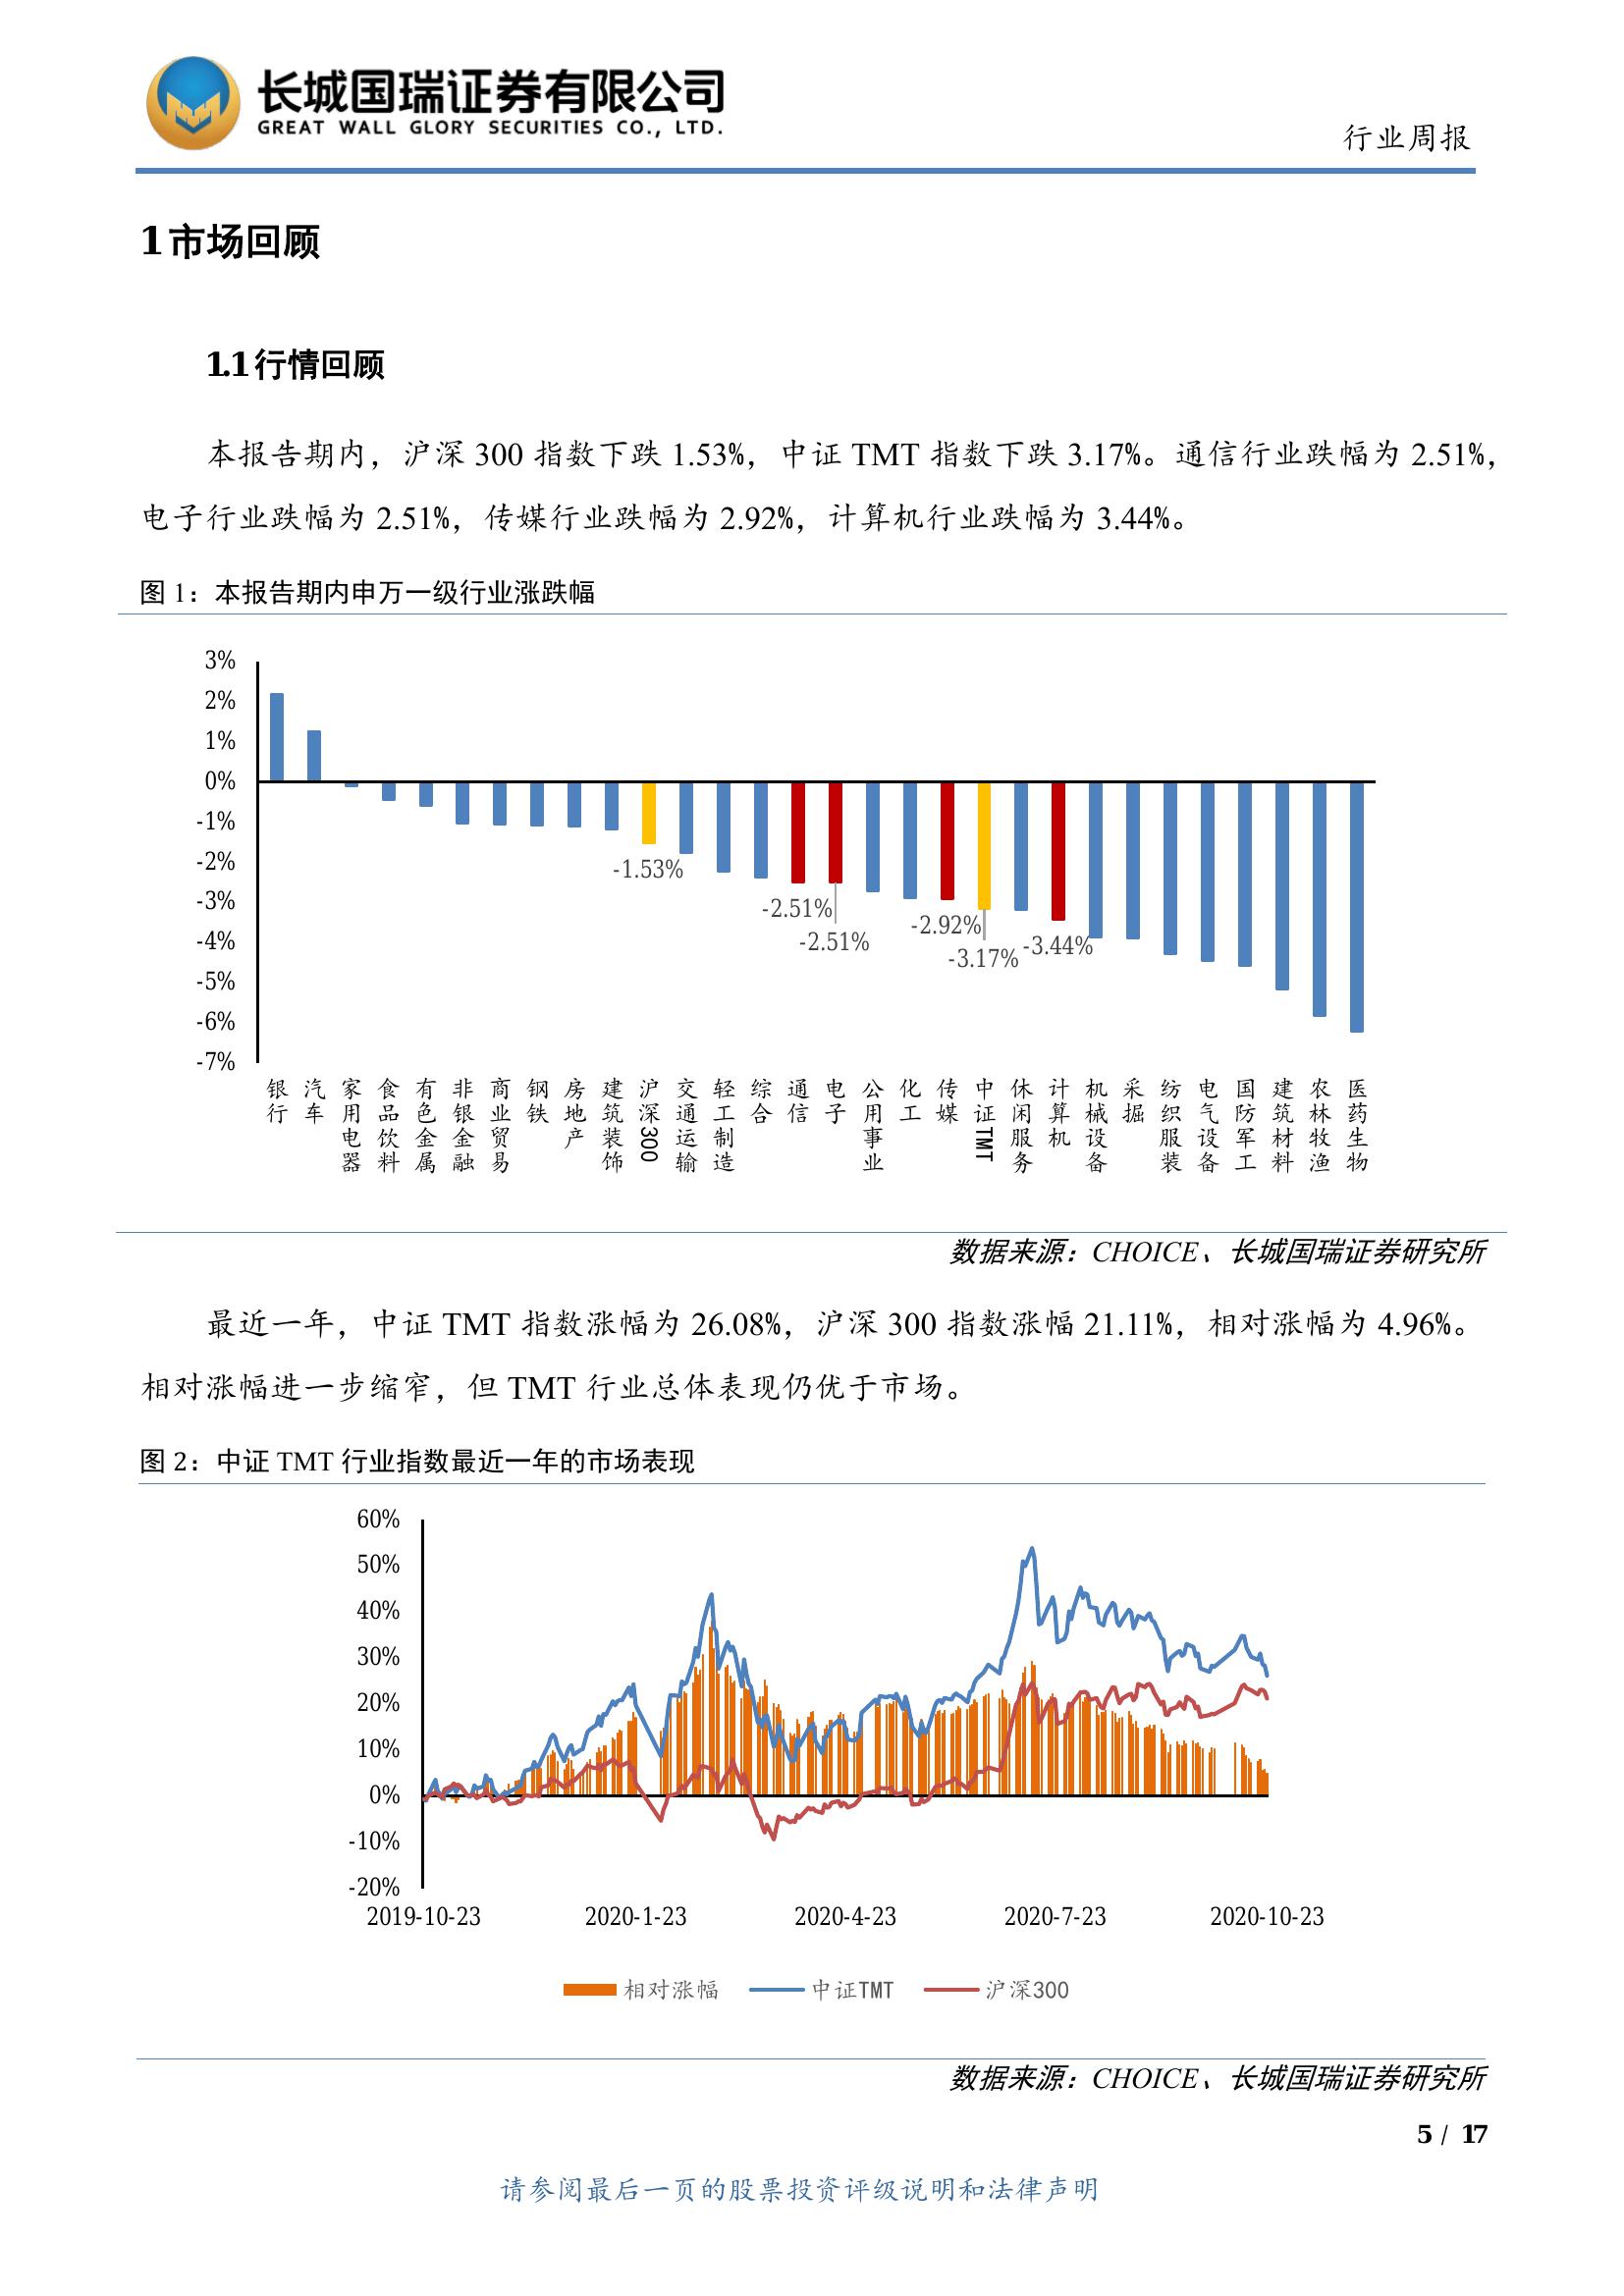 长城国瑞证券有限公司
GREAT WALL GLORY SECURITIES CO., LTD.
行业周报
1市场回顾
1.1行情回顾
本报告期内，沪深 300 指数下跌 1.53%，中证 TMT 指数下跌 3.17%。通信行业跌幅为 2.51%，
电子行业跌幅为 2.51%，传媒行业跌幅为 2.92%，计算机行业跌幅为 3.44%。
图 1：本报告期内申万一级行业涨跌幅
3%
2%
1%
0%
-1%
-2%
-3%
-4%
-5%
-6%
-7%
-1.53%
-2.51%
-2.51%
-2.92%
-3.17%
-3.44%
银行
汽车
家用电器
食品饮料
有色金属
非银金融
商业贸易
钢铁
房地产
建筑装饰
沪深300
交通运输
轻工制造
综合
通信
电子
公用事业
化工
传媒
中证TMT
休闲服务
计算机
机械设备
采掘
纺织服装
电气设备
国防军工
建筑材料
农林牧渔
医药生物
数据来源：CHOICE、长城国瑞证券研究所
最近一年，中证 TMT 指数涨幅为 26.08%，沪深 300 指数涨幅 21.11%，相对涨幅为 4.96%。
相对涨幅进一步缩窄，但 TMT 行业总体表现仍优于市场。
图 2：中证 TMT 行业指数最近一年的市场表现
60%
50%
40%
30%
20%
10%
0%
-10%
-20%
2019-10-23 2020-1-23 2020-4-23 2020-7-23 2020-10-23
相对涨幅 中证TMT 沪深300
数据来源：CHOICE、长城国瑞证券研究所
5 / 17
请参阅最后一页的股票投资评级说明和法律声明